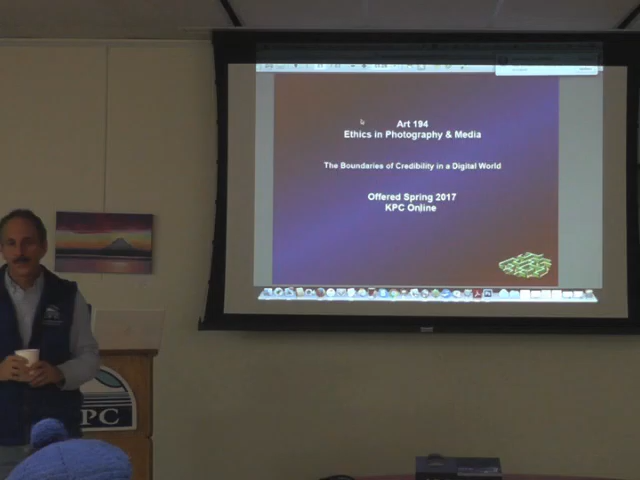 Art 194
Ethics in Photography & Media
The Boundaries of Credibility in a Digital World
Offered Spring 2017
KPC Online
PC